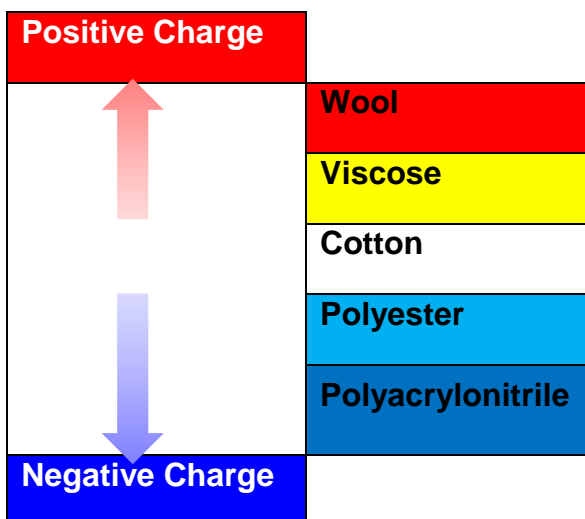 Positive Charge
Wool
Viscose
Cotton
Polyester
Polyacrylonitrile
Negative Charge